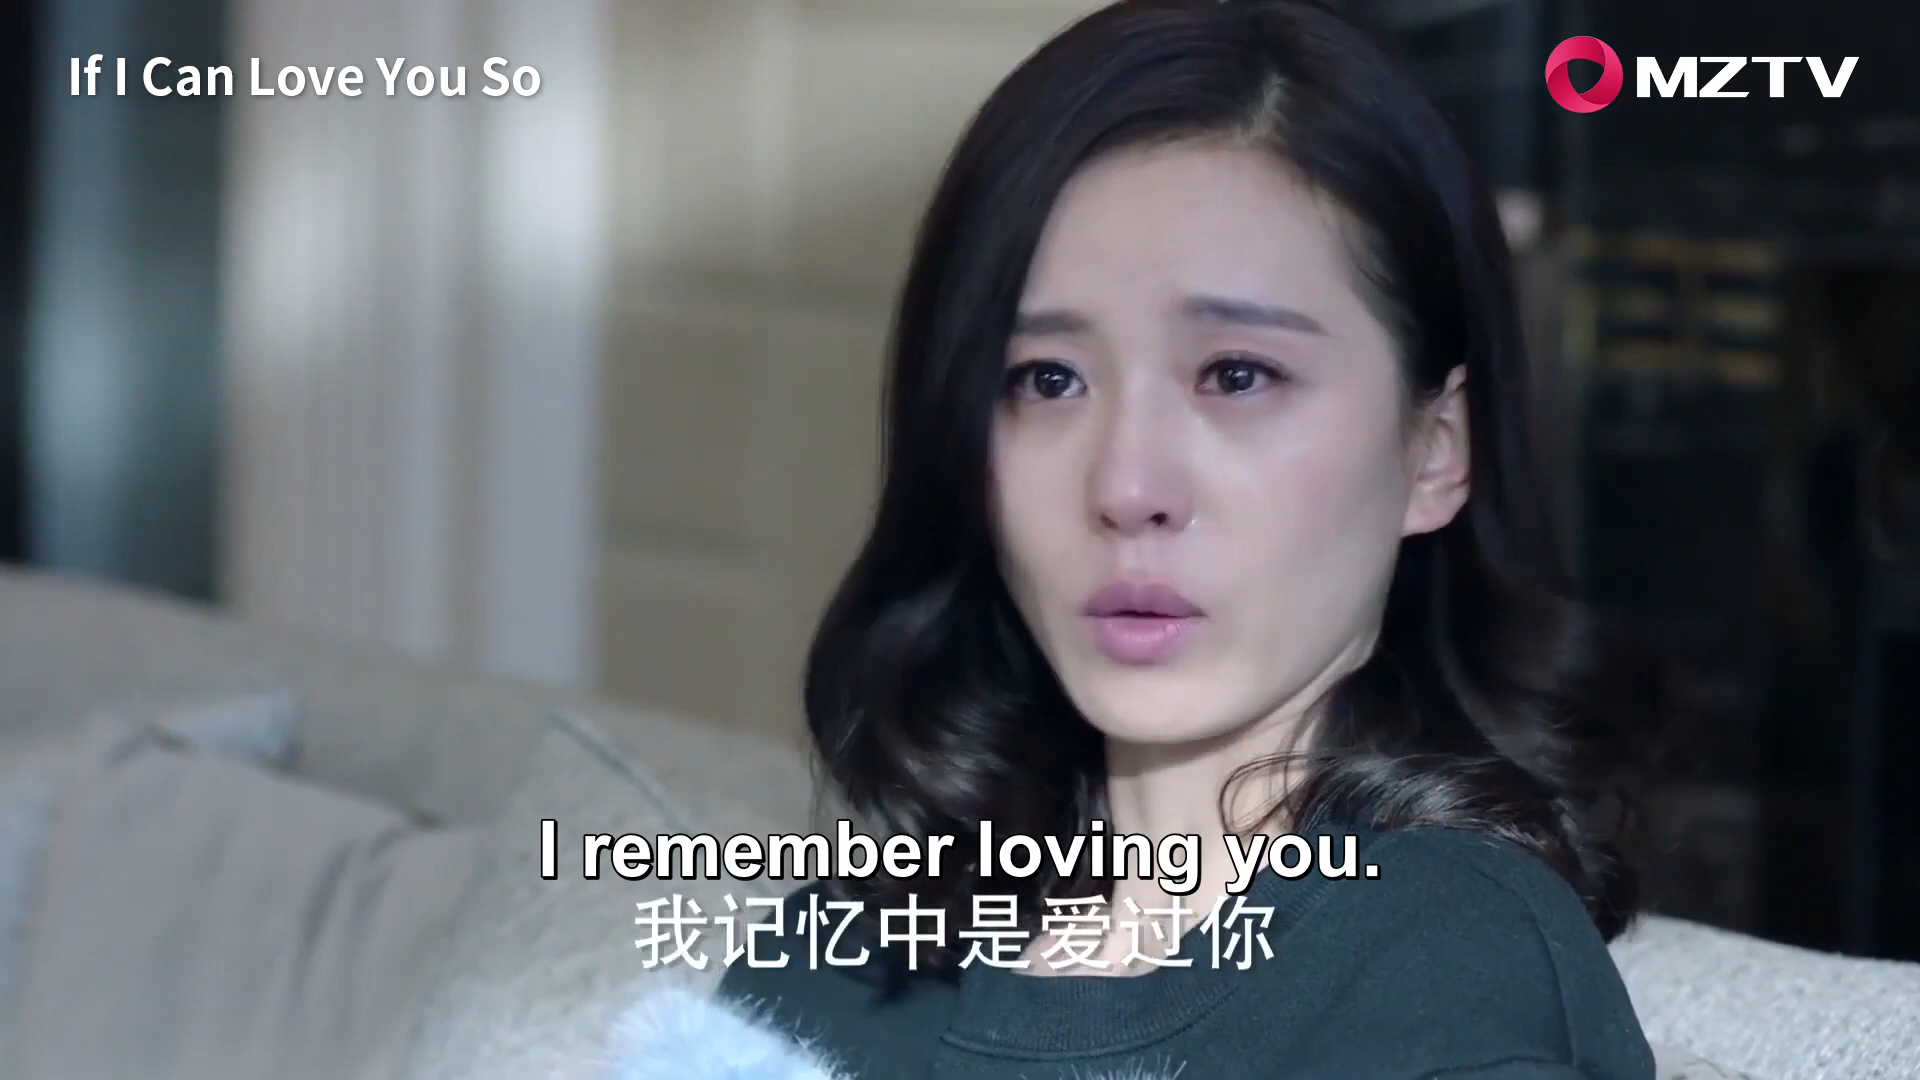 If I Can Love You So
MZTV
I remember loving you.
我记忆中是爱过你